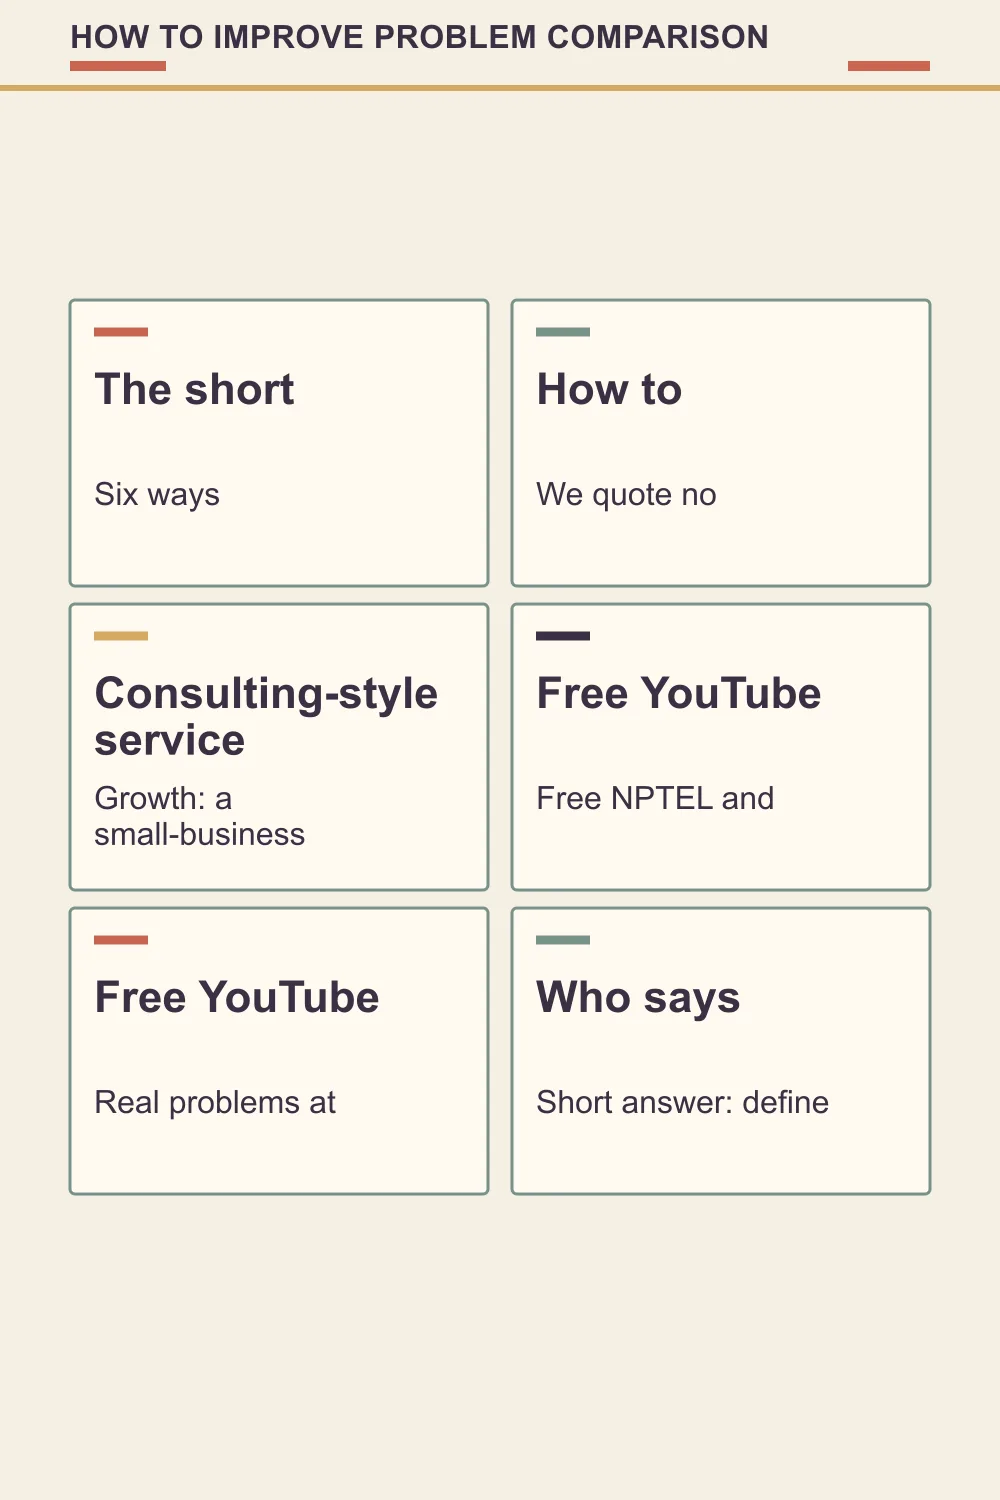 HOW TO IMPROVE PROBLEM COMPARISON
The short
Six ways
How to
We quote no
Consulting-style
service
Growth: a
small-business
Free YouTube
Free NPTEL and
Free YouTube
Real problems at
Who says
Short answer: define